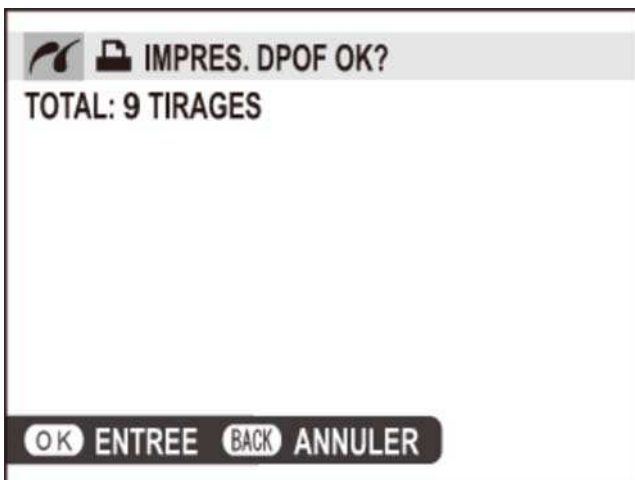 IMPRES. DPOF OK?
TOTAL: 9 TIRAGES
OK ENTREE BACK ANNULER